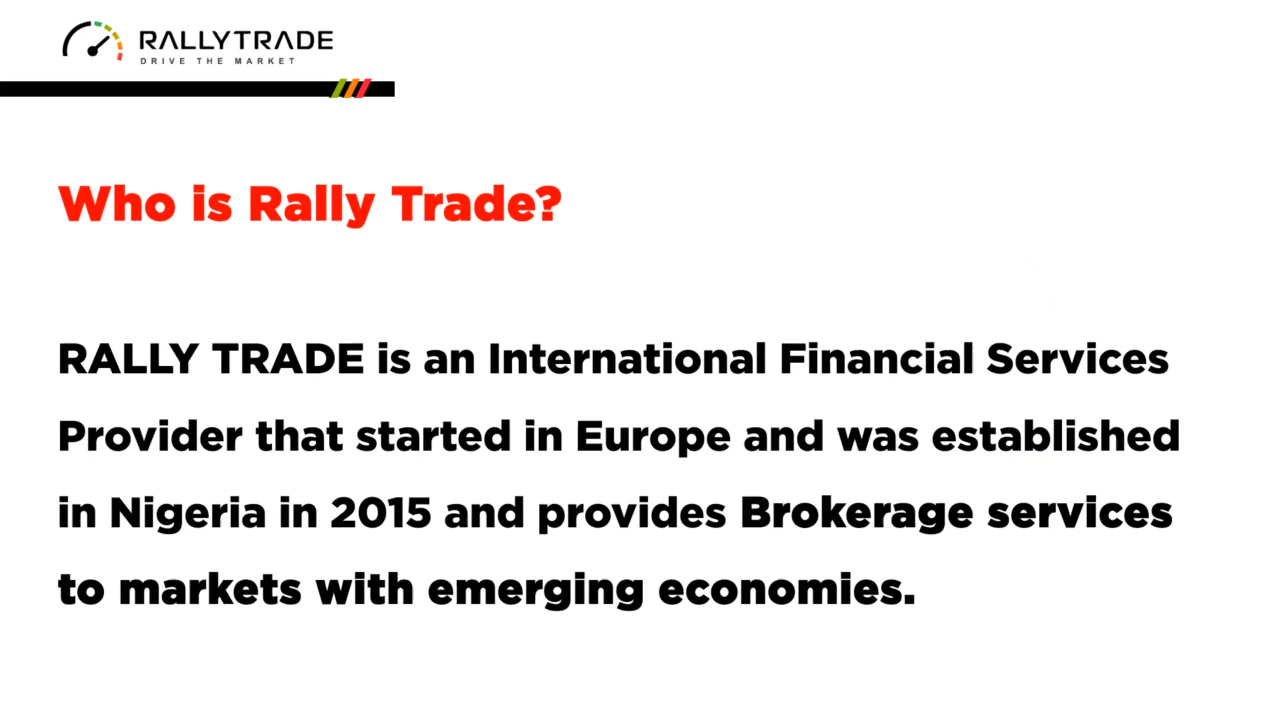 RALLYTRADE
DRIVE THE MARKET
Who is Rally Trade?
RALLY TRADE is an International Financial Services
Provider that started in Europe and was established
in Nigeria in 2015 and provides Brokerage services
to markets with emerging economies.